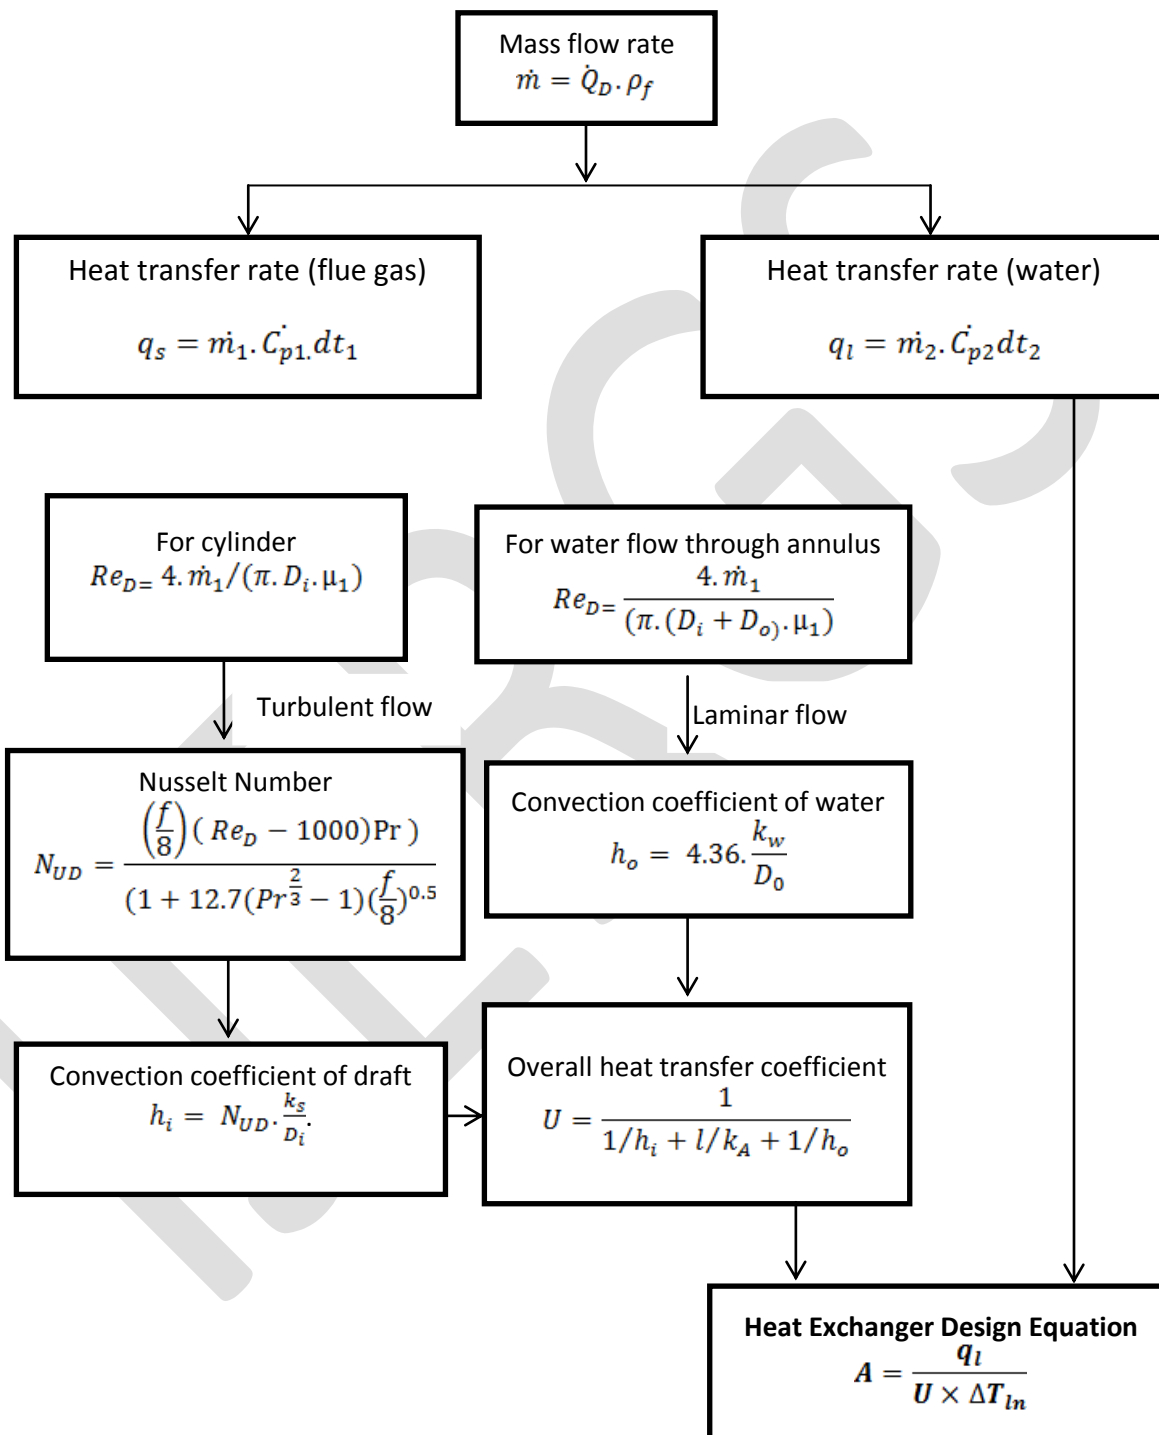 Mass flow rate
ṁ = Q̇_D . ρ_f
Heat transfer rate (flue gas)
q_s = ṁ_1 . Ċ_p1. dt_1
Heat transfer rate (water)
q_l = ṁ_2 . Ċ_p2 dt_2
For cylinder
Re_D= 4. ṁ_1/(π. D_i. µ_1)
For water flow through annulus
Re_D= 4. ṁ_1 / (π. (D_i + D_o). µ_1)
Turbulent flow
Laminar flow
Nusselt Number
N_UD = (f/8)( Re_D − 1000)Pr ) / (1 + 12.7(Pr^(2/3) − 1)(f/8)^0.5
Convection coefficient of water
h_o = 4.36. k_w/D_0
Convection coefficient of draft
h_i = N_UD . k_s/D_i.
Overall heat transfer coefficient
U = 1 / 1/h_i + l/k_A + 1/h_o
Heat Exchanger Design Equation
A = q_l / U × ΔT_ln